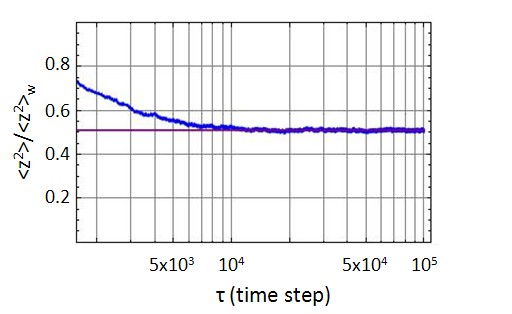 <z²>/<z²>w
0.8
0.6
0.4
0.2
5x10³ 10⁴ 5x10⁴ 10⁵
τ (time step)